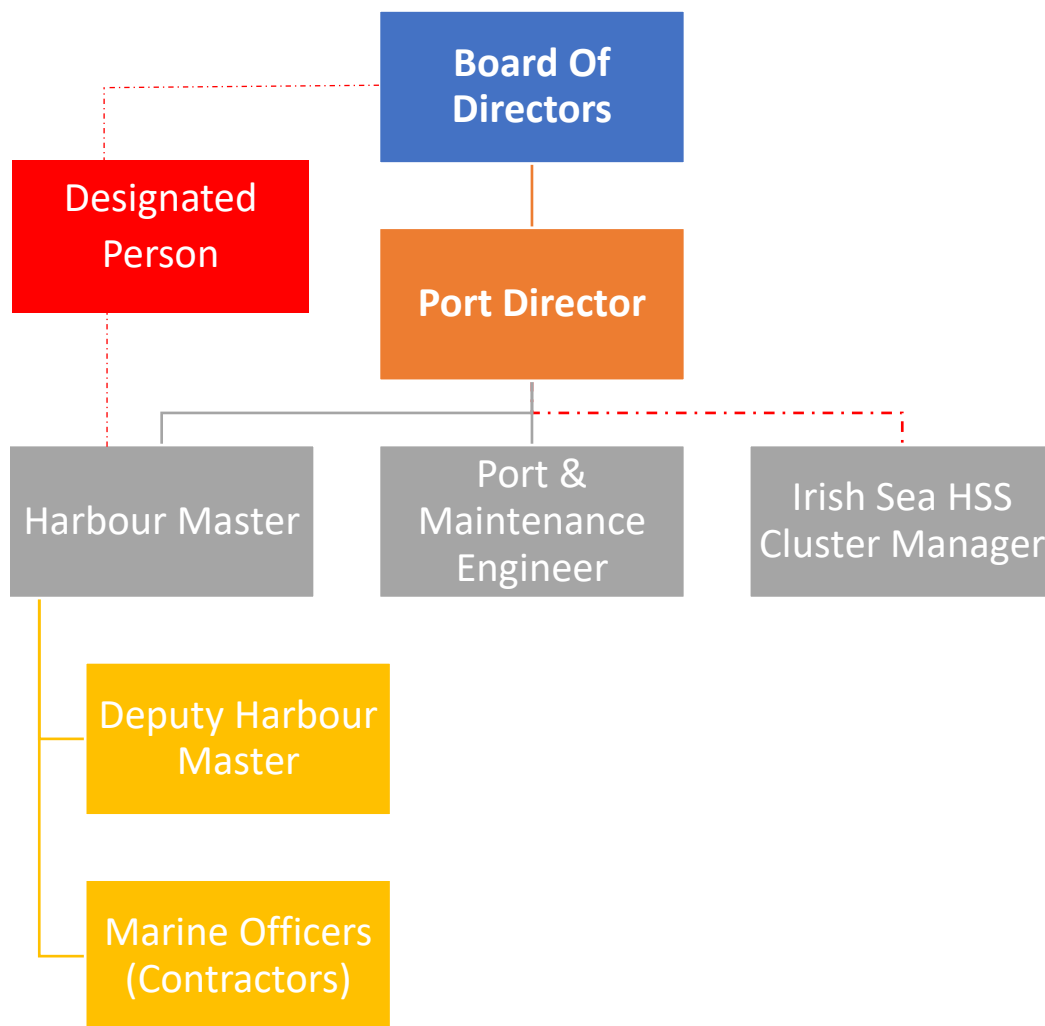 Board Of
Directors
Designated
Person
Port Director
Harbour Master
Port &
Maintenance
Engineer
Irish Sea HSS
Cluster Manager
Deputy Harbour
Master
Marine Officers
(Contractors)